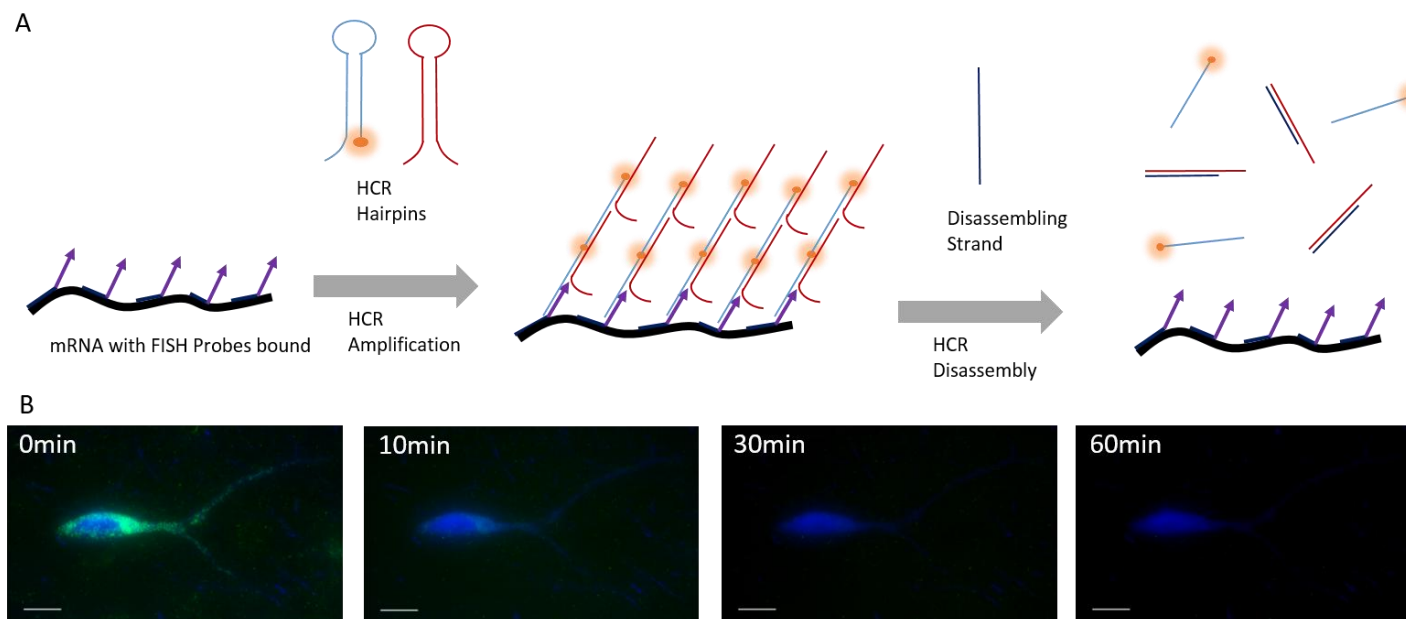 A
HCR
Hairpins
mRNA with FISH Probes bound
HCR
Amplification
Disassembling
Strand
HCR
Disassembly
B
0min
10min
30min
60min